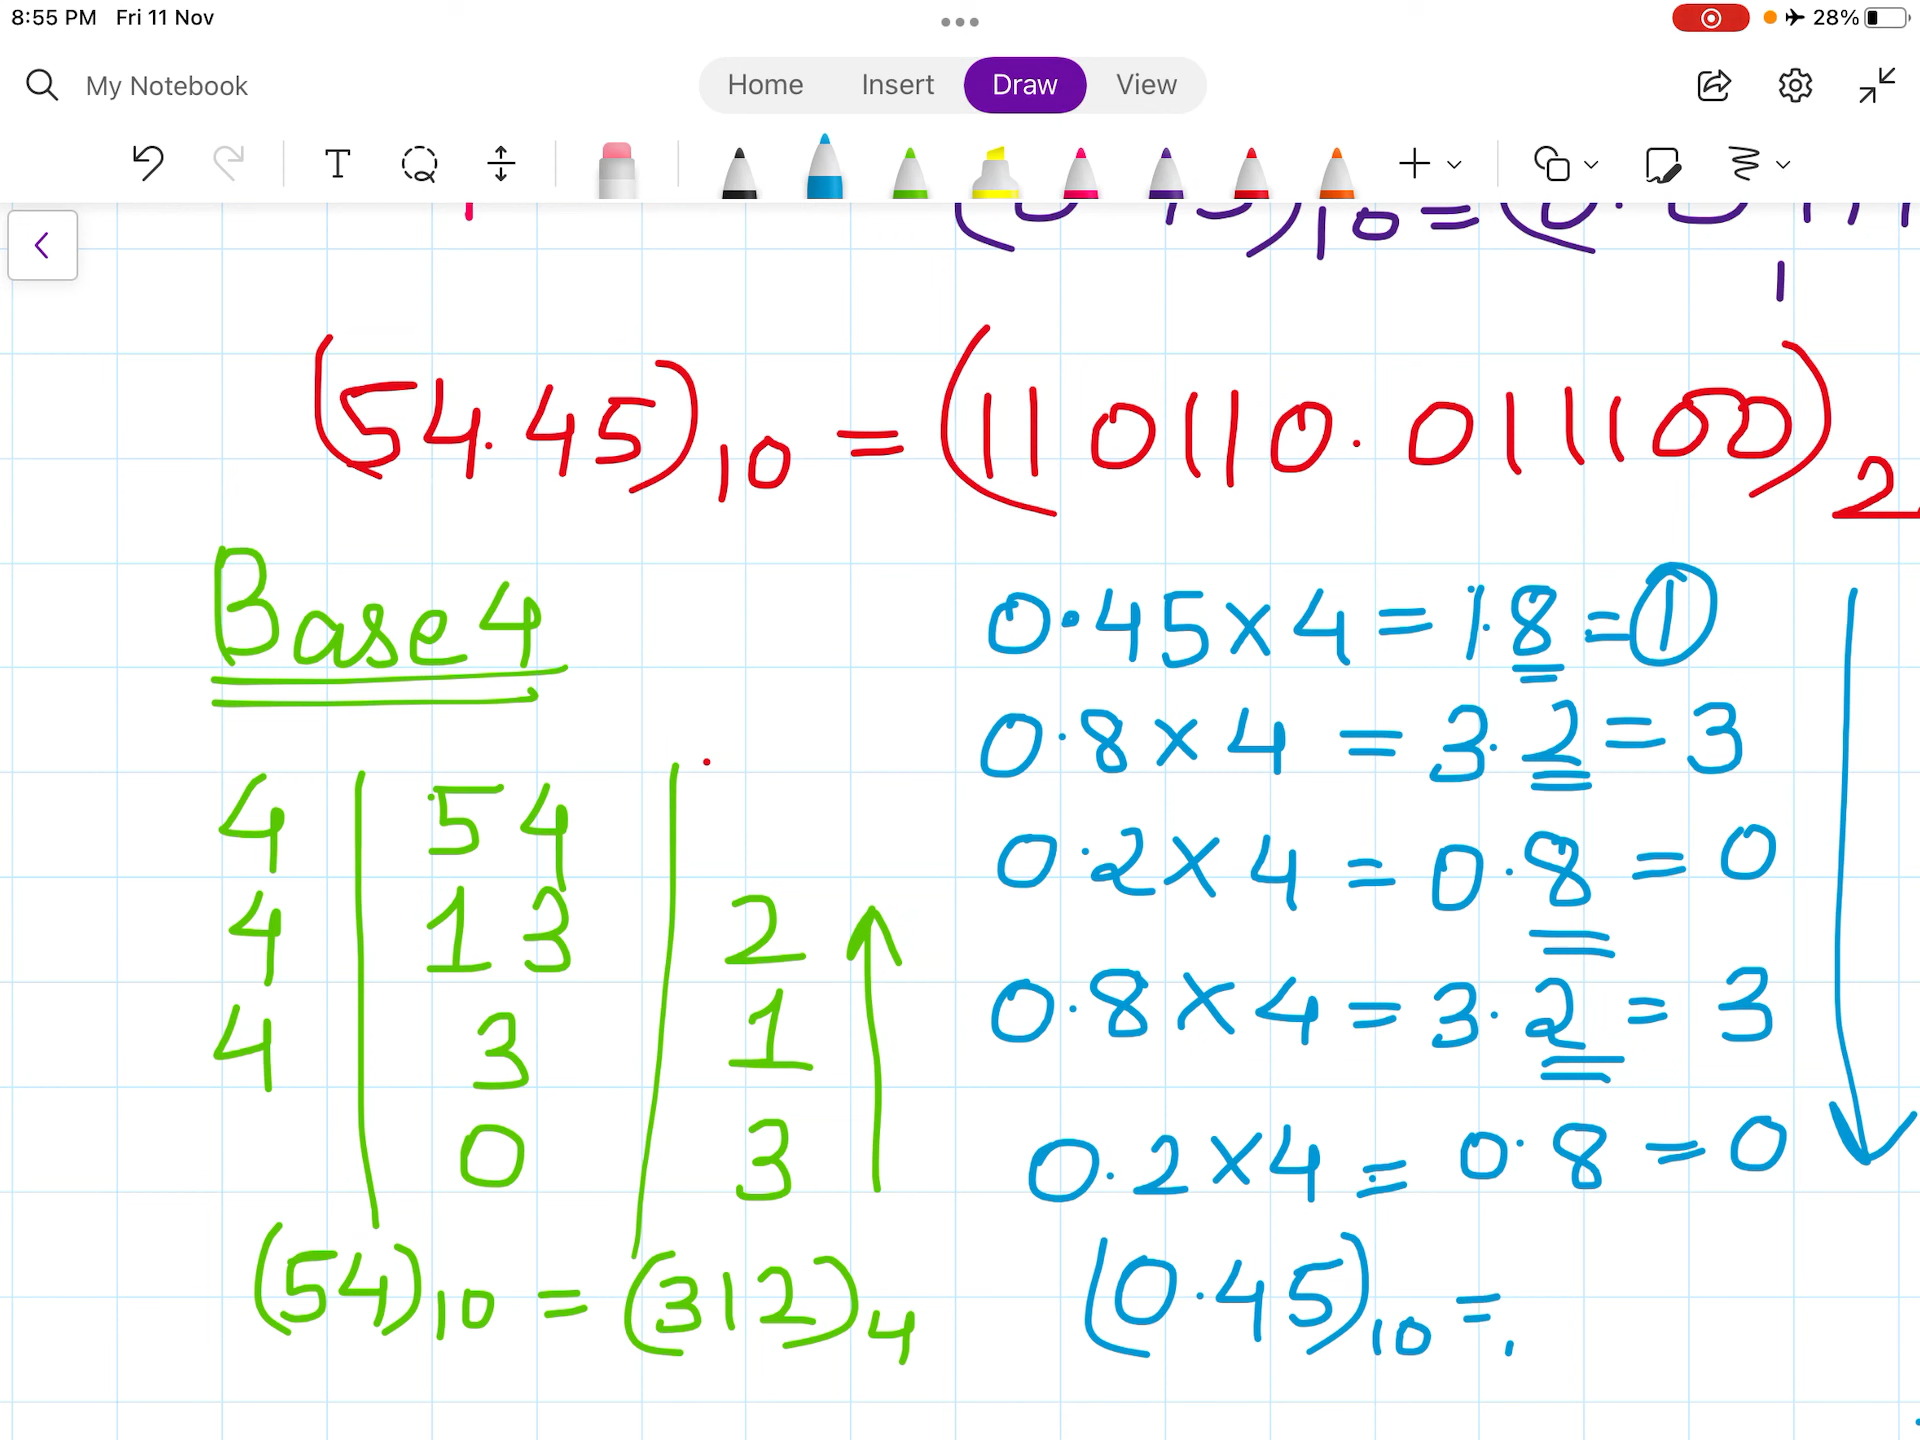 8:55 PM Fri 11 Nov
28%
My Notebook
Home Insert Draw View
T
(54.45)10 = (110110.011100)2
Base 4
4 | 54 |
4 | 13 | 2
4 | 3 | 1
0 | 3
(54)10 = (312)4
0.45×4 = 1.8 = 1
0.8×4 = 3.2 = 3
0.2×4 = 0.8 = 0
0.8×4 = 3.2 = 3
0.2×4 = 0.8 = 0
(0.45)10 =